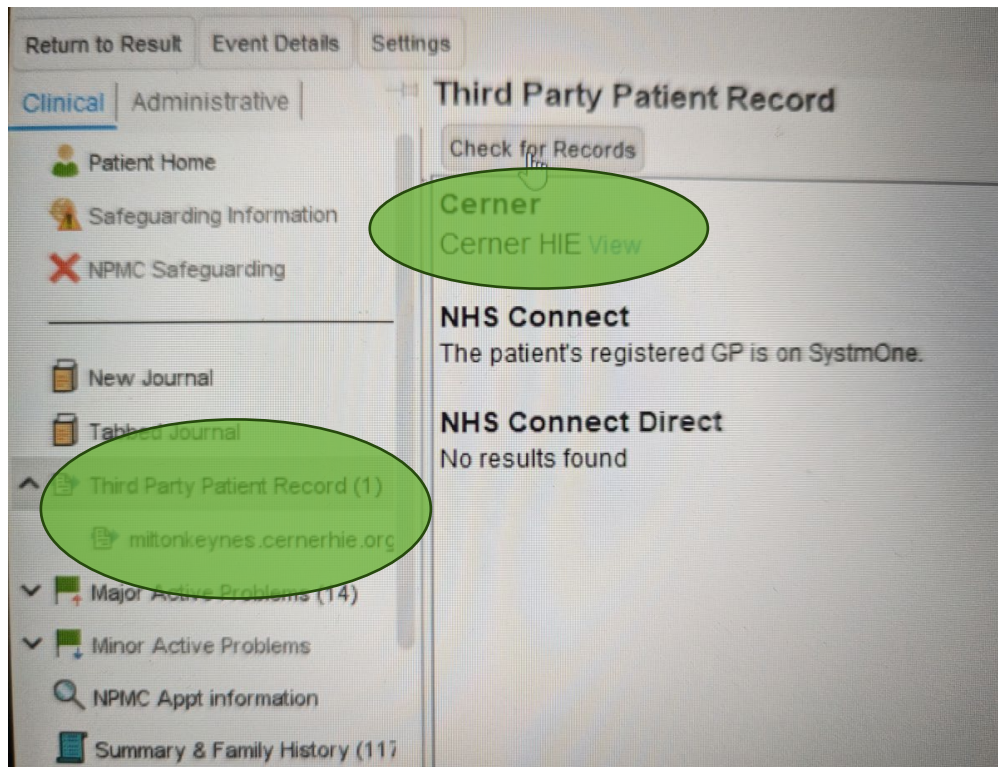 Return to Result Event Details Settings
Clinical Administrative
Patient Home
Safeguarding Information
NPMC Safeguarding
New Journal
Tabbed Journal
Third Party Patient Record (1)
miltonkeynes.cernerhie.org
Major Active Problems (14)
Minor Active Problems
NPMC Appt information
Summary & Family History (117
Third Party Patient Record
Check for Records
Cerner
Cerner HIE View
NHS Connect
The patient's registered GP is on SystmOne.
NHS Connect Direct
No results found